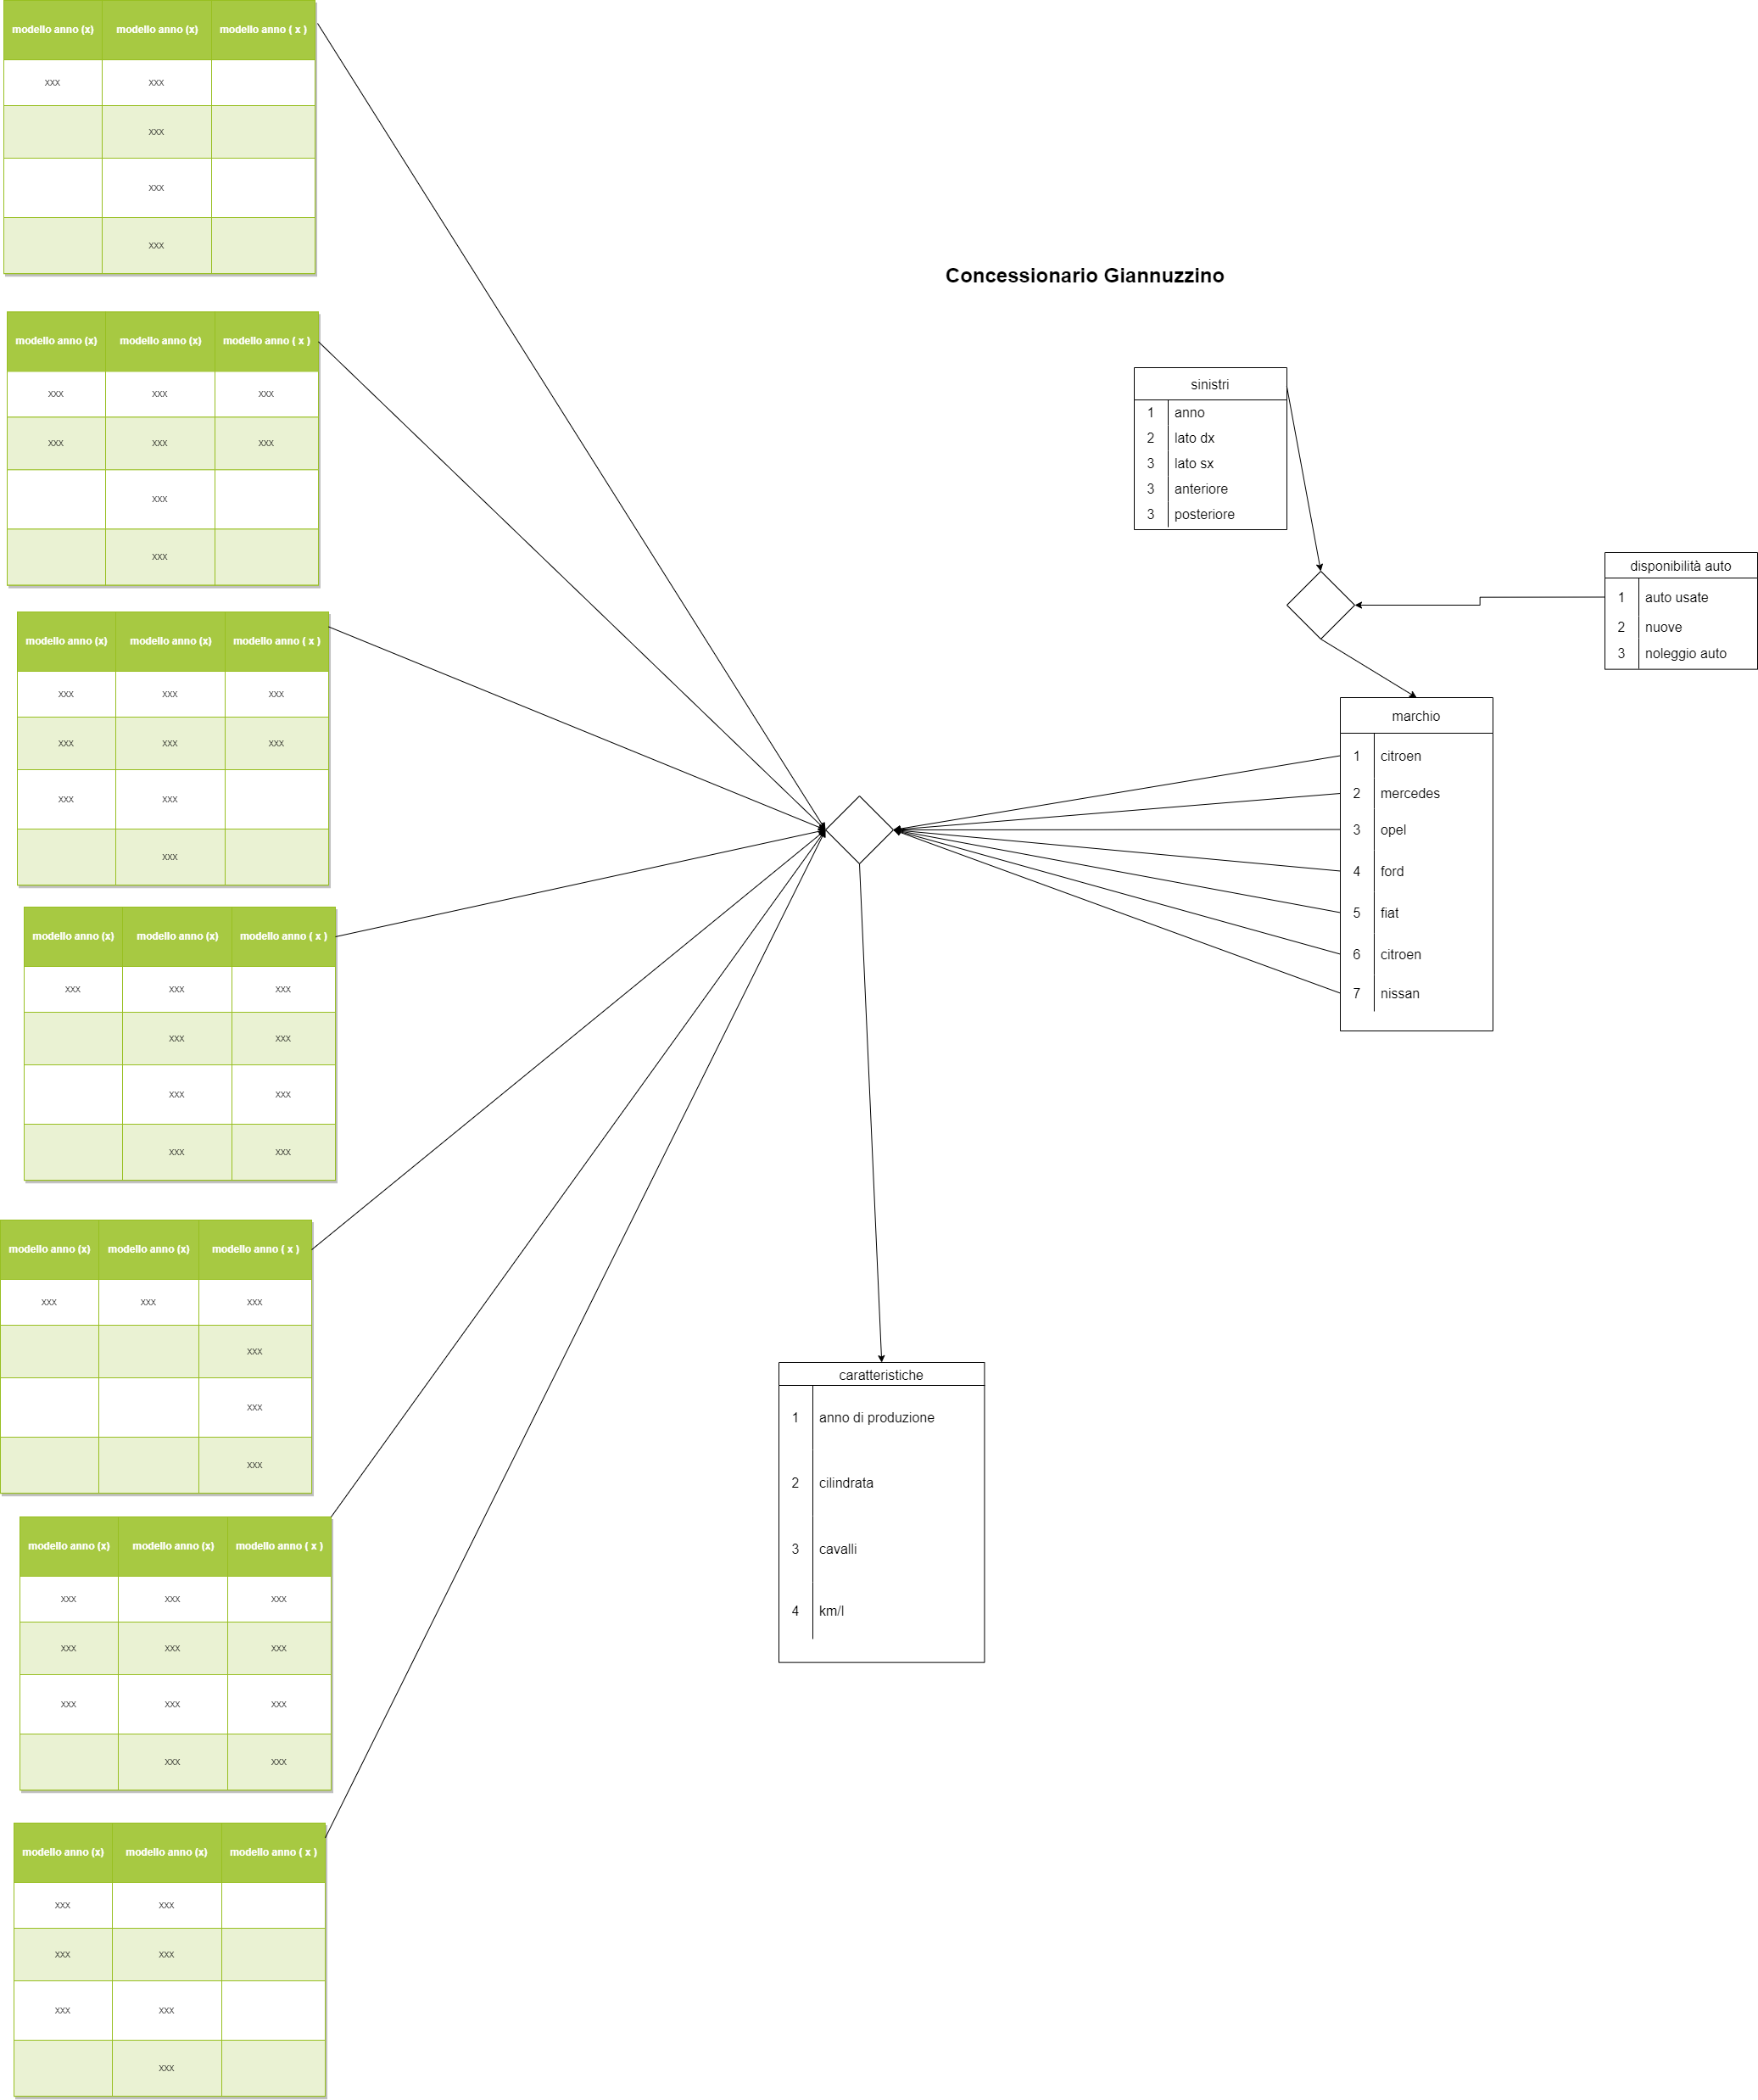 modello anno (x) modello anno (x) modello anno ( x )
xxx xxx
xxx
xxx
xxx
Concessionario Giannuzzino
modello anno (x) modello anno (x) modello anno ( x )
xxx xxx xxx
xxx xxx xxx
xxx
xxx
sinistri
1 anno
2 lato dx
3 lato sx
3 anteriore
3 posteriore
disponibilità auto
1 auto usate
2 nuove
3 noleggio auto
modello anno (x) modello anno (x) modello anno ( x )
xxx xxx xxx
xxx xxx xxx
xxx xxx
xxx
marchio
1 citroen
2 mercedes
3 opel
4 ford
5 fiat
6 citroen
7 nissan
modello anno (x) modello anno (x) modello anno ( x )
xxx xxx xxx
xxx xxx
xxx xxx
xxx xxx
modello anno (x) modello anno (x) modello anno ( x )
xxx xxx xxx
xxx
xxx
xxx
caratteristiche
1 anno di produzione
2 cilindrata
3 cavalli
4 km/l
modello anno (x) modello anno (x) modello anno ( x )
xxx xxx xxx
xxx xxx xxx
xxx xxx xxx
xxx xxx
modello anno (x) modello anno (x) modello anno ( x )
xxx xxx
xxx xxx
xxx xxx
xxx